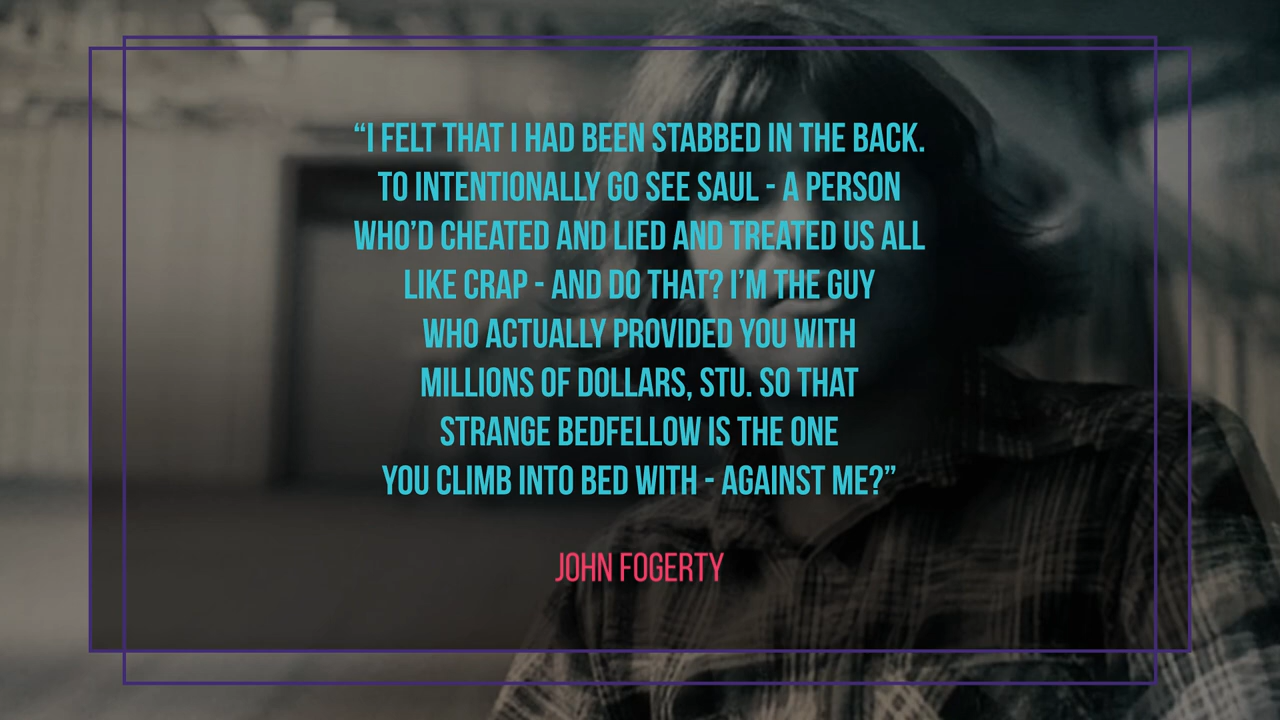 “I FELT THAT I HAD BEEN STABBED IN THE BACK.
TO INTENTIONALLY GO SEE SAUL - A PERSON
WHO’D CHEATED AND LIED AND TREATED US ALL
LIKE CRAP - AND DO THAT? I’M THE GUY
WHO ACTUALLY PROVIDED YOU WITH
MILLIONS OF DOLLARS, STU. SO THAT
STRANGE BEDFELLOW IS THE ONE
YOU CLIMB INTO BED WITH - AGAINST ME?”
JOHN FOGERTY